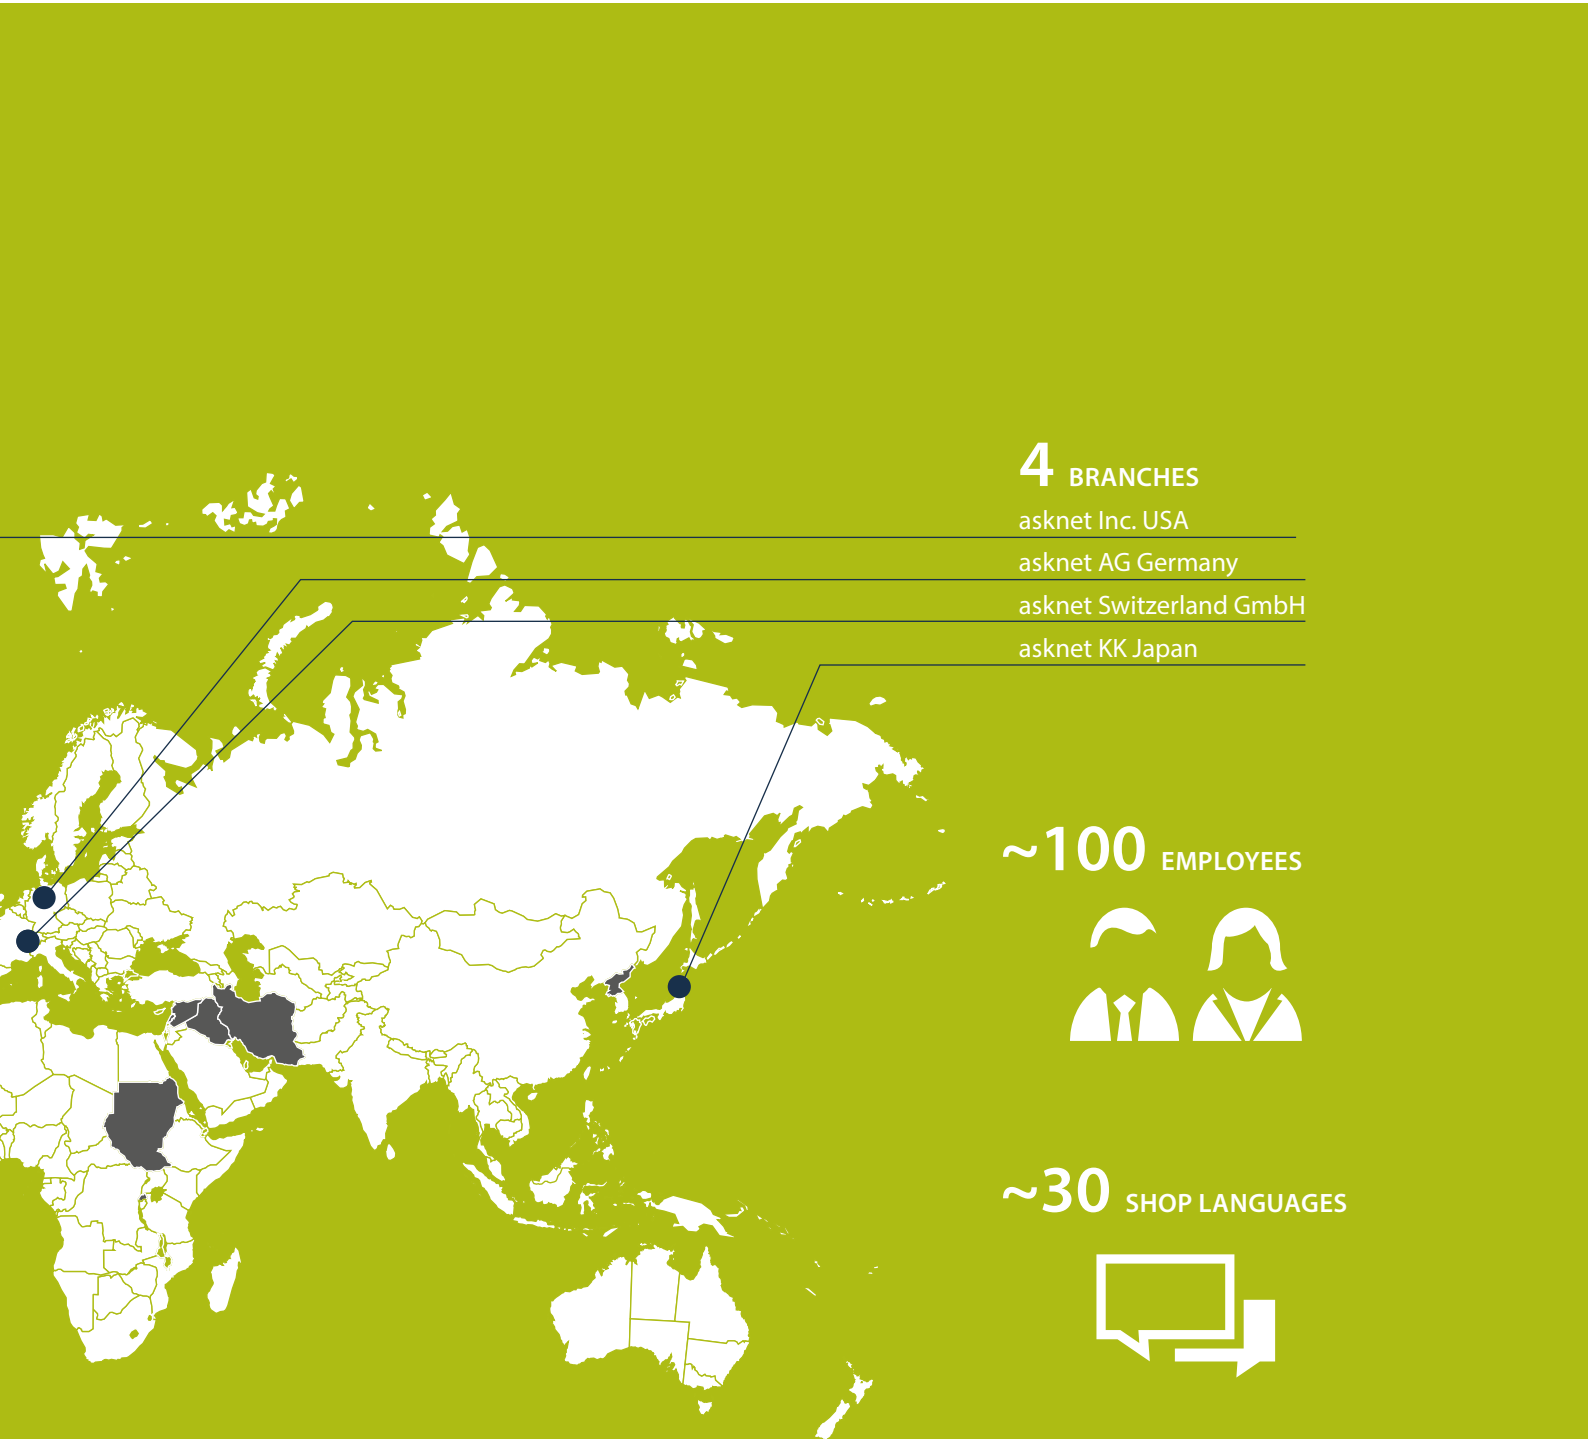 4 BRANCHES
asknet Inc. USA
asknet AG Germany
asknet Switzerland GmbH
asknet KK Japan
~100 EMPLOYEES
~30 SHOP LANGUAGES